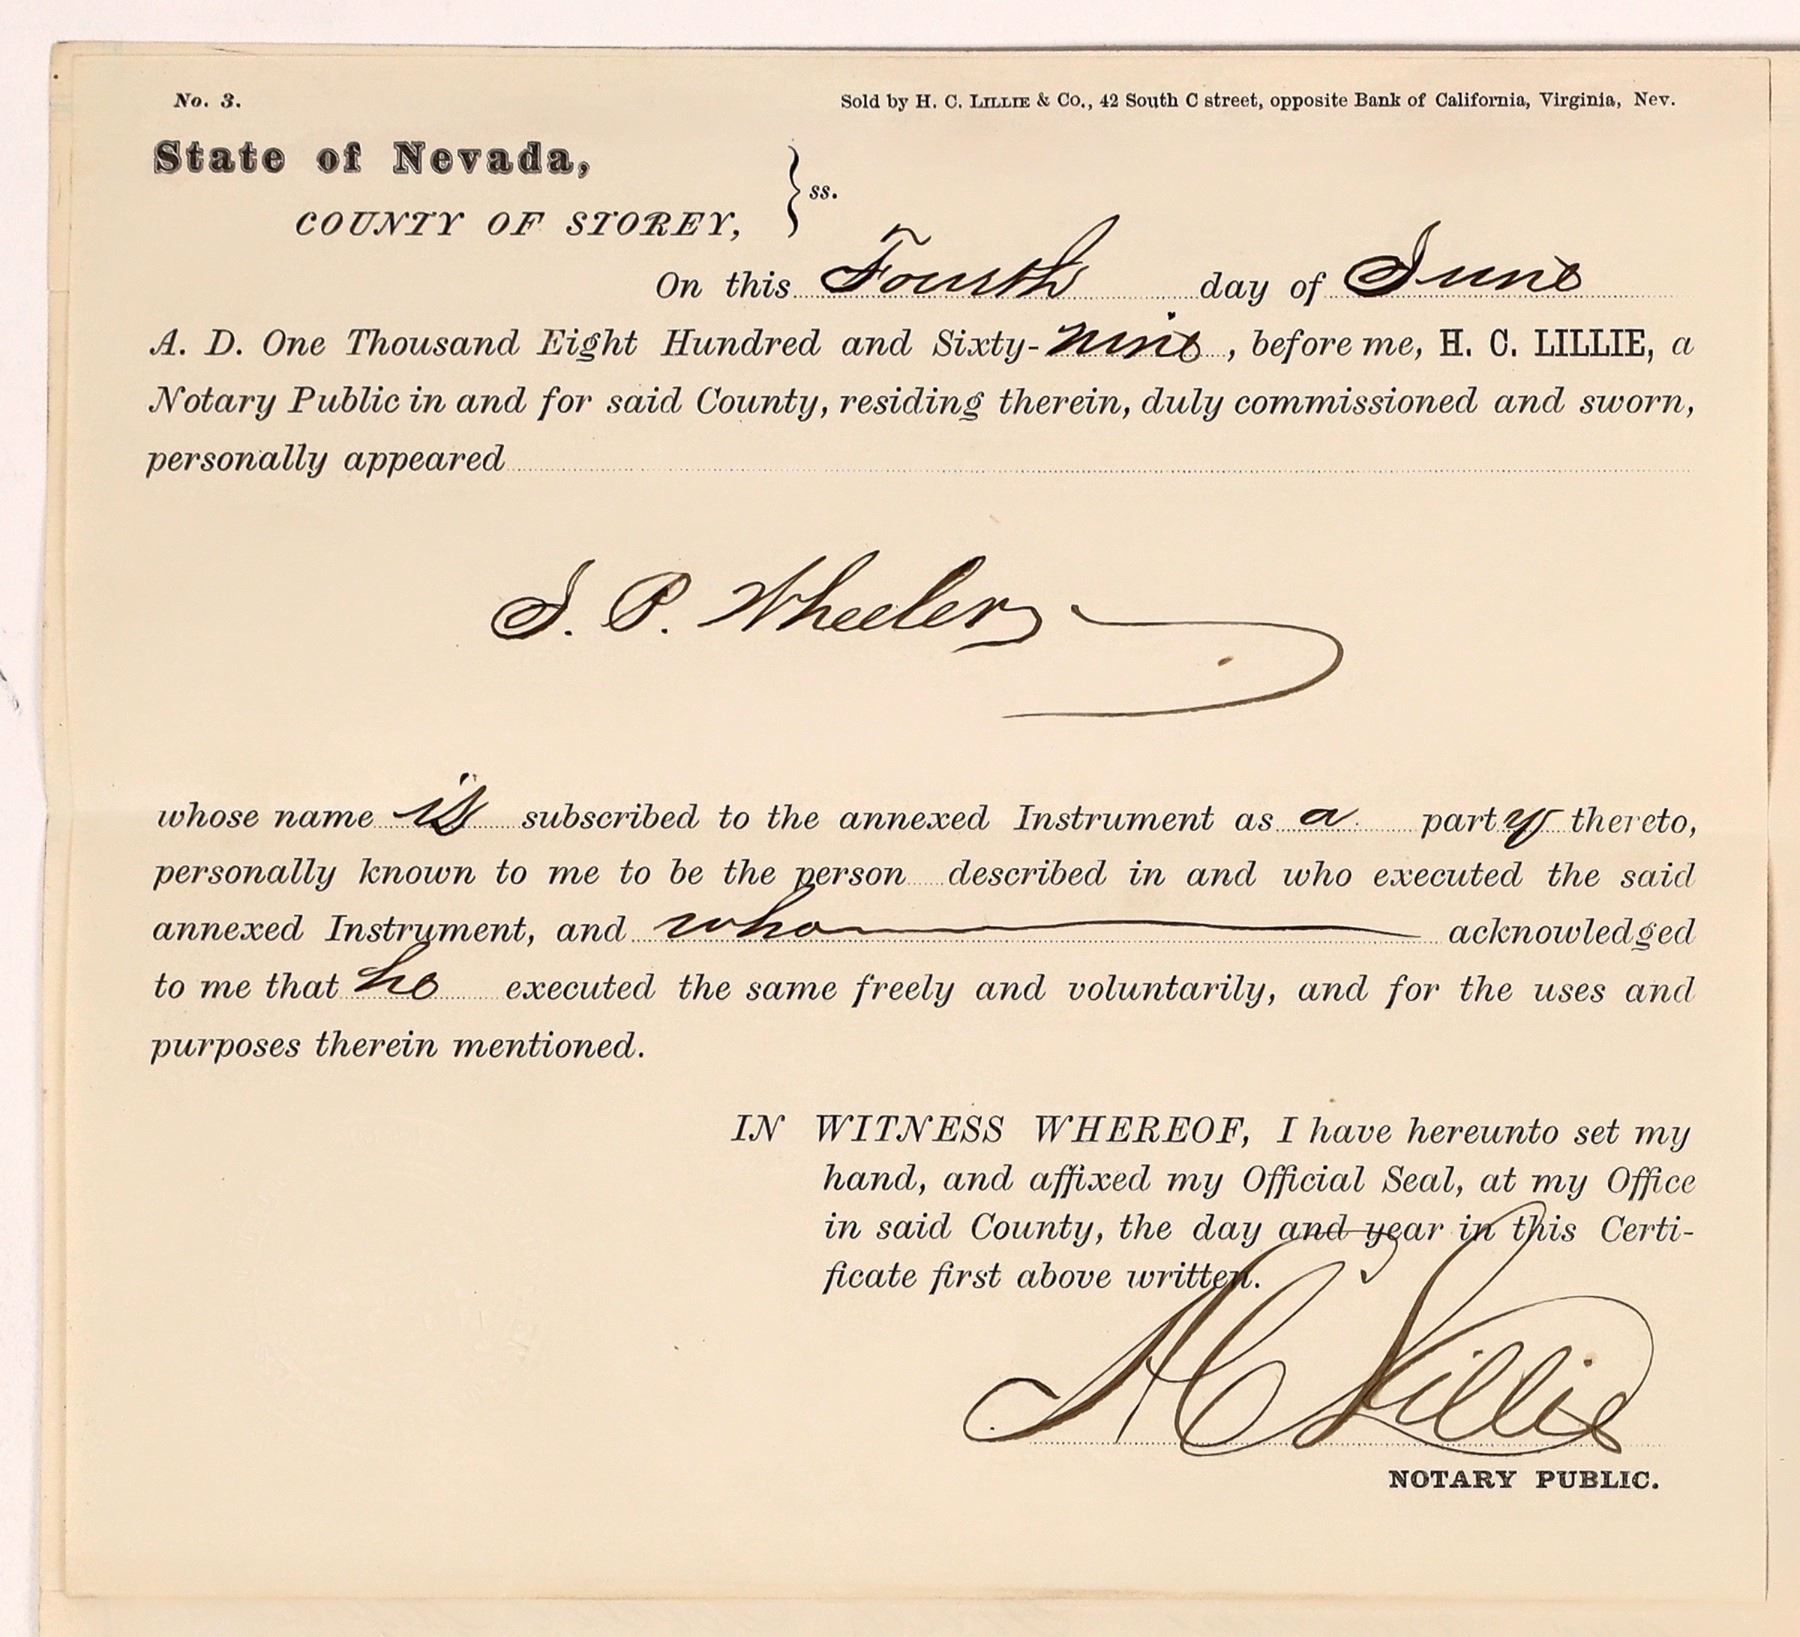 No. 3.
Sold by H. C. LILLIE & CO., 42 South C street, opposite Bank of California, Virginia, Nev.
State of Nevada,
COUNTY OF STOREY, } ss.
On this Fourth day of June
A. D. One Thousand Eight Hundred and Sixty-nine, before me, H. C. LILLIE, a
Notary Public in and for said County, residing therein, duly commissioned and sworn,
personally appeared
J. P. Wheeler
whose name is subscribed to the annexed Instrument as a party thereto,
personally known to me to be the person described in and who executed the said
annexed Instrument, and who acknowledged
to me that he executed the same freely and voluntarily, and for the uses and
purposes therein mentioned.
IN WITNESS WHEREOF, I have hereunto set my
hand, and affixed my Official Seal, at my Office
in said County, the day and year in this Certi-
ficate first above written.
H C Lillie
NOTARY PUBLIC.